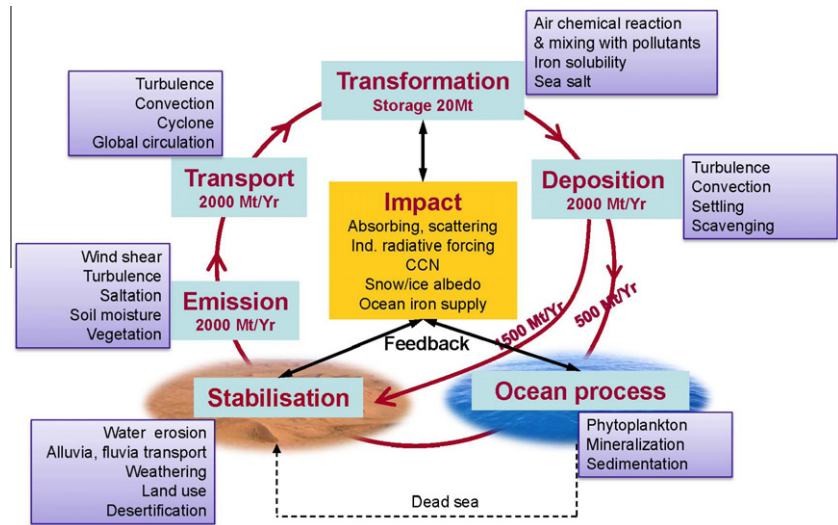 Air chemical reaction
& mixing with pollutants
Iron solubility
Sea salt
Transformation
Storage 20Mt
Turbulence
Convection
Cyclone
Global circulation
Transport
2000 Mt/Yr
Deposition
2000 Mt/Yr
Turbulence
Convection
Settling
Scavenging
Impact
Absorbing, scattering
Ind. radiative forcing
CCN
Snow/ice albedo
Ocean iron supply
Wind shear
Turbulence
Saltation
Soil moisture
Vegetation
Emission
2000 Mt/Yr
1500 Mt/Yr
500 Mt/Yr
Feedback
Stabilisation
Ocean process
Water erosion
Alluvia, fluvia transport
Weathering
Land use
Desertification
Phytoplankton
Mineralization
Sedimentation
Dead sea